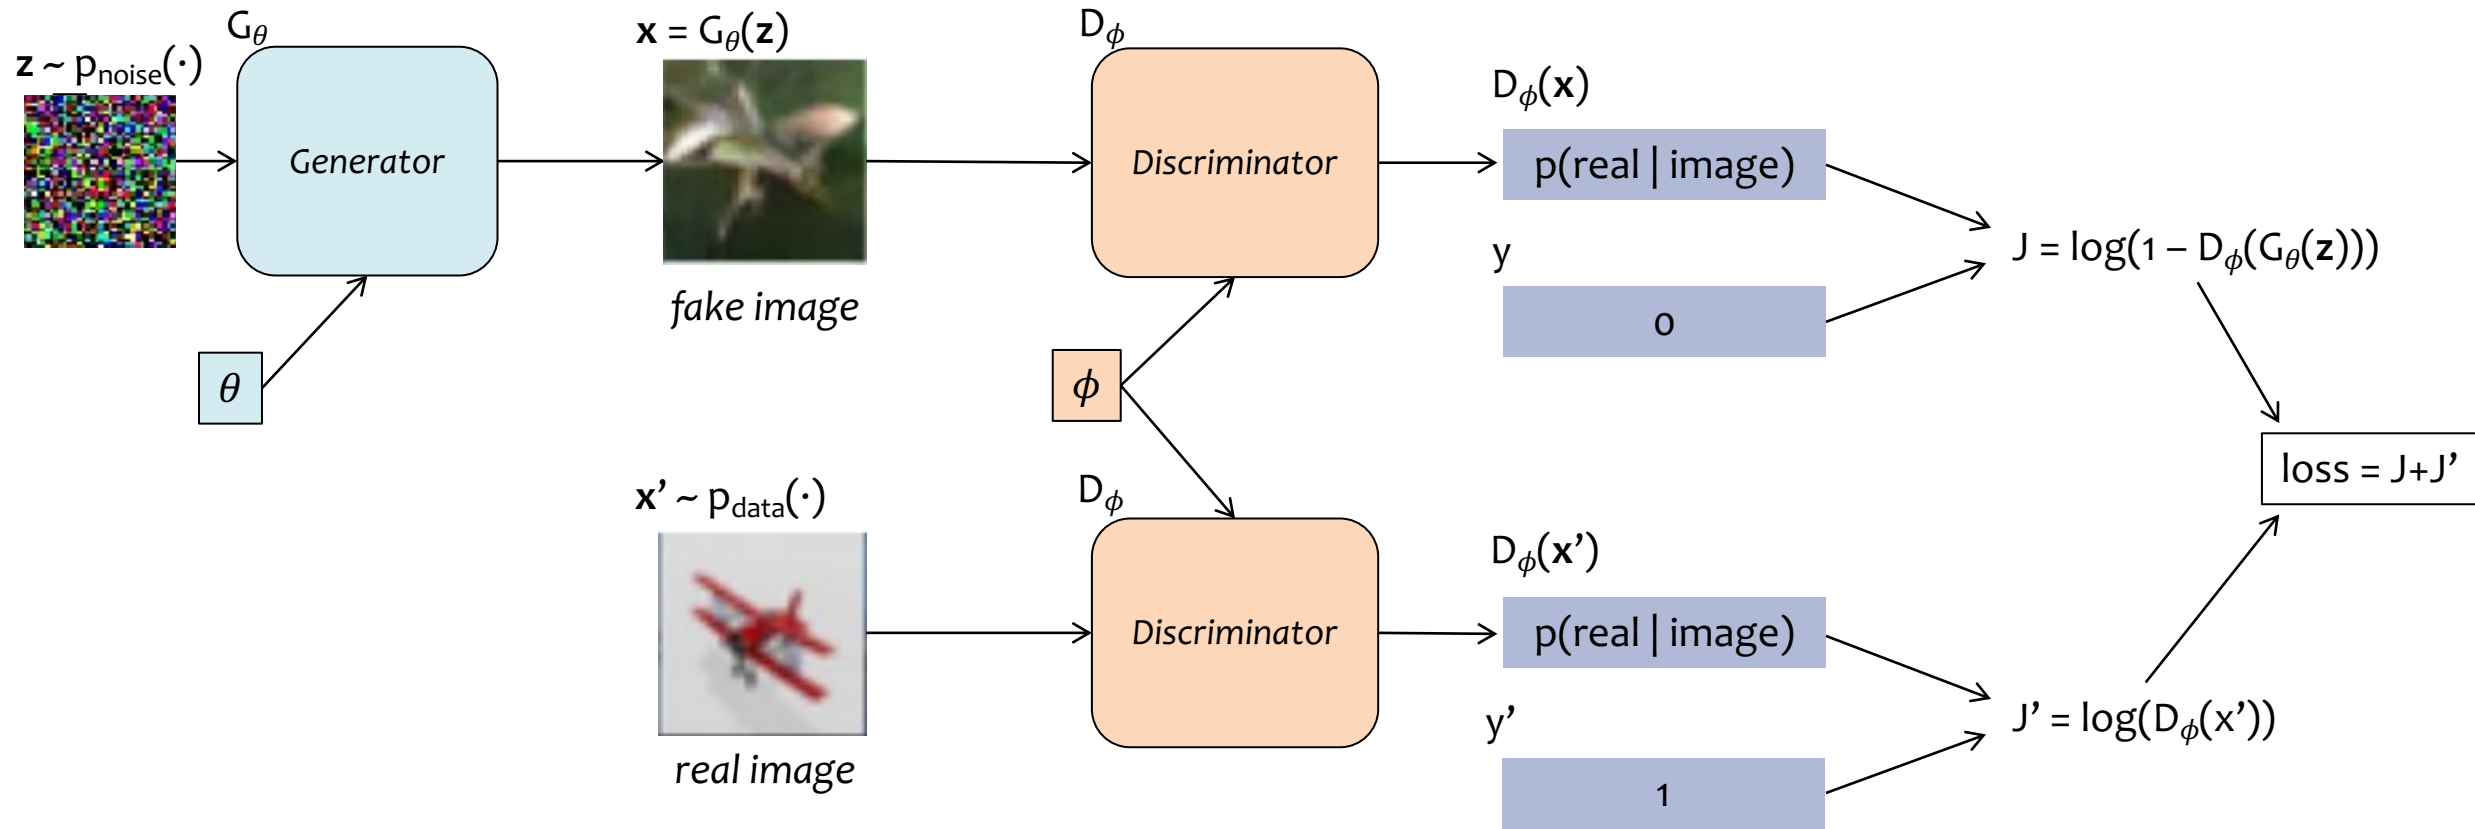 G_θ
z ~ p_noise(·)
Generator
θ
x = G_θ(z)
fake image
D_ϕ
Discriminator
ϕ
D_ϕ(x)
p(real | image)
y
0
J = log(1 – D_ϕ(G_θ(z)))
loss = J+J’
x’ ~ p_data(·)
real image
D_ϕ
Discriminator
D_ϕ(x’)
p(real | image)
y’
1
J’ = log(D_ϕ(x’))